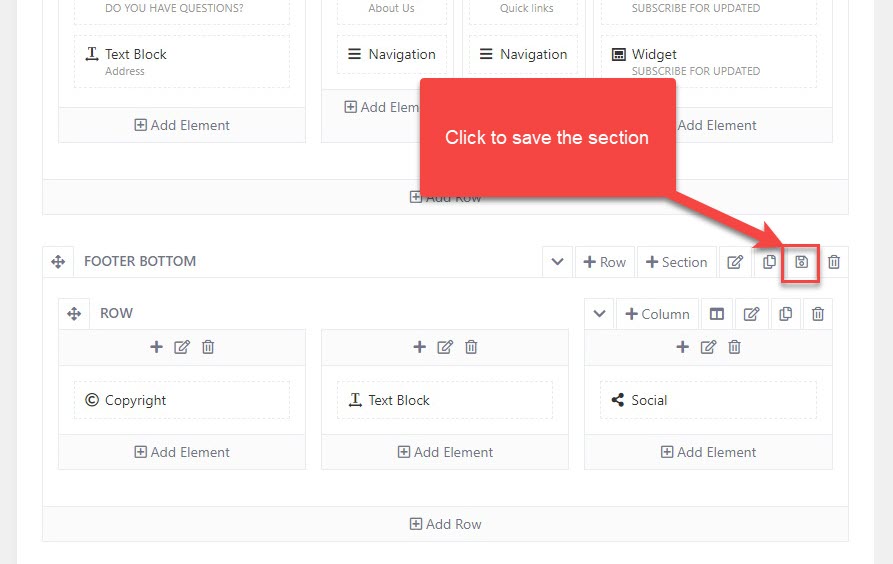 DO YOU HAVE QUESTIONS?
About Us
Quick links
SUBSCRIBE FOR UPDATED
Text Block
Address
Navigation
Navigation
Widget
SUBSCRIBE FOR UPDATED
Add Element
Add Elem
Add Element
Click to save the section
Add Row
FOOTER BOTTOM
Row
Section
ROW
Column
Copyright
Text Block
Social
Add Element
Add Element
Add Element
Add Row